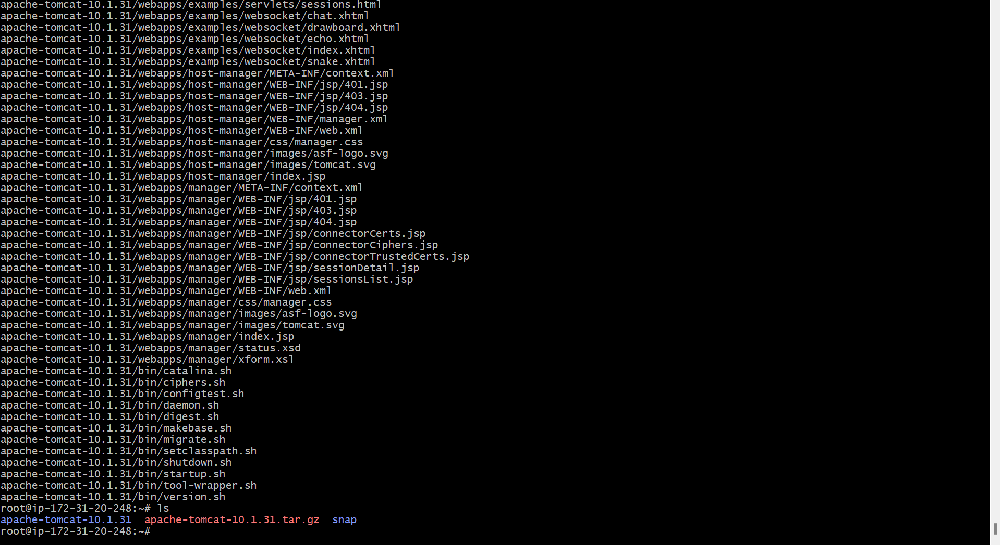 apache-tomcat-10.1.31/webapps/examples/servlets/sessions.html
apache-tomcat-10.1.31/webapps/examples/websocket/chat.xhtml
apache-tomcat-10.1.31/webapps/examples/websocket/drawboard.xhtml
apache-tomcat-10.1.31/webapps/examples/websocket/echo.xhtml
apache-tomcat-10.1.31/webapps/examples/websocket/index.xhtml
apache-tomcat-10.1.31/webapps/examples/websocket/snake.xhtml
apache-tomcat-10.1.31/webapps/host-manager/META-INF/context.xml
apache-tomcat-10.1.31/webapps/host-manager/WEB-INF/jsp/401.jsp
apache-tomcat-10.1.31/webapps/host-manager/WEB-INF/jsp/403.jsp
apache-tomcat-10.1.31/webapps/host-manager/WEB-INF/jsp/404.jsp
apache-tomcat-10.1.31/webapps/host-manager/WEB-INF/manager.xml
apache-tomcat-10.1.31/webapps/host-manager/WEB-INF/web.xml
apache-tomcat-10.1.31/webapps/host-manager/css/manager.css
apache-tomcat-10.1.31/webapps/host-manager/images/asf-logo.svg
apache-tomcat-10.1.31/webapps/host-manager/images/tomcat.svg
apache-tomcat-10.1.31/webapps/host-manager/index.jsp
apache-tomcat-10.1.31/webapps/manager/META-INF/context.xml
apache-tomcat-10.1.31/webapps/manager/WEB-INF/jsp/401.jsp
apache-tomcat-10.1.31/webapps/manager/WEB-INF/jsp/403.jsp
apache-tomcat-10.1.31/webapps/manager/WEB-INF/jsp/404.jsp
apache-tomcat-10.1.31/webapps/manager/WEB-INF/jsp/connectorCerts.jsp
apache-tomcat-10.1.31/webapps/manager/WEB-INF/jsp/connectorCiphers.jsp
apache-tomcat-10.1.31/webapps/manager/WEB-INF/jsp/connectorTrustedCerts.jsp
apache-tomcat-10.1.31/webapps/manager/WEB-INF/jsp/sessionDetail.jsp
apache-tomcat-10.1.31/webapps/manager/WEB-INF/jsp/sessionsList.jsp
apache-tomcat-10.1.31/webapps/manager/WEB-INF/web.xml
apache-tomcat-10.1.31/webapps/manager/css/manager.css
apache-tomcat-10.1.31/webapps/manager/images/asf-logo.svg
apache-tomcat-10.1.31/webapps/manager/images/tomcat.svg
apache-tomcat-10.1.31/webapps/manager/index.jsp
apache-tomcat-10.1.31/webapps/manager/status.xsd
apache-tomcat-10.1.31/webapps/manager/xform.xsl
apache-tomcat-10.1.31/bin/catalina.sh
apache-tomcat-10.1.31/bin/ciphers.sh
apache-tomcat-10.1.31/bin/configtest.sh
apache-tomcat-10.1.31/bin/daemon.sh
apache-tomcat-10.1.31/bin/digest.sh
apache-tomcat-10.1.31/bin/makebase.sh
apache-tomcat-10.1.31/bin/migrate.sh
apache-tomcat-10.1.31/bin/setclasspath.sh
apache-tomcat-10.1.31/bin/shutdown.sh
apache-tomcat-10.1.31/bin/startup.sh
apache-tomcat-10.1.31/bin/tool-wrapper.sh
apache-tomcat-10.1.31/bin/version.sh
root@ip-172-31-20-248:~# ls
apache-tomcat-10.1.31  apache-tomcat-10.1.31.tar.gz  snap
root@ip-172-31-20-248:~#